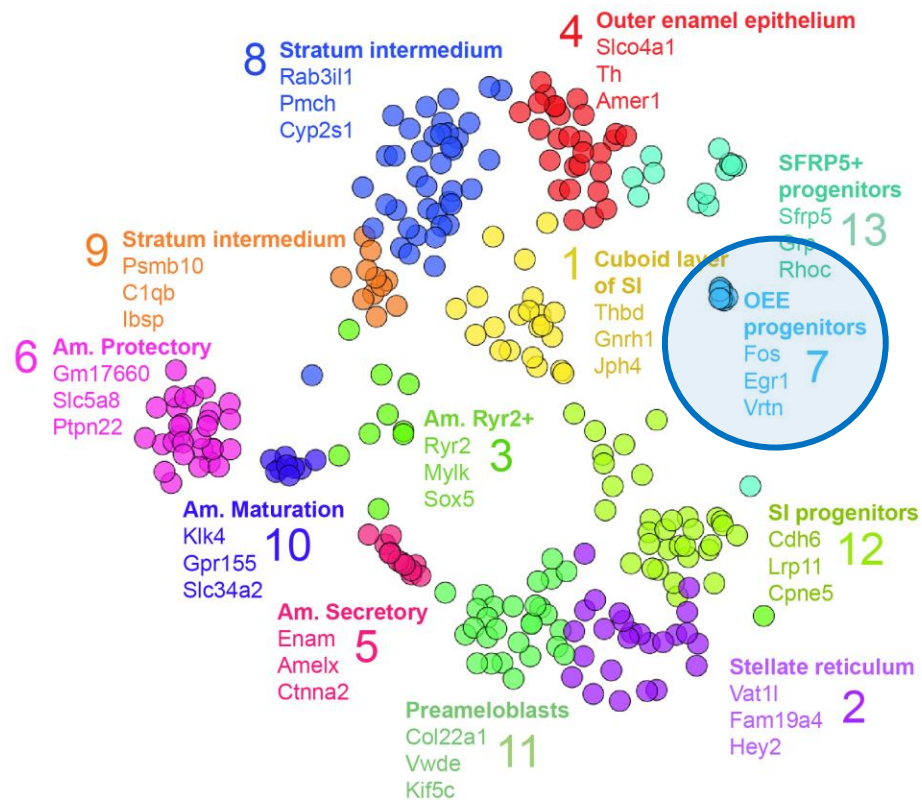 4 Outer enamel epithelium
Slco4a1
Th
Amer1
8 Stratum intermedium
Rab3il1
Pmch
Cyp2s1
SFRP5+
progenitors
Sfrp5
Grp 13
Rhoc
9 Stratum intermedium
Psmb10
C1qb
Ibsp
1 Cuboid layer
of SI
Thbd
Gnrh1
Jph4
OEE
progenitors
Fos
Egr1 7
Vrtn
6 Am. Protectory
Gm17660
Slc5a8
Ptpn22
Am. Ryr2+
Ryr2
Mylk 3
Sox5
Am. Maturation
Klk4
Gpr155 10
Slc34a2
SI progenitors
Cdh6
Lrp11 12
Cpne5
Am. Secretory
Enam
Amelx 5
Ctnna2
Stellate reticulum
Vat1l
Fam19a4 2
Hey2
Preameloblasts
Col22a1
Vwde 11
Kif5c